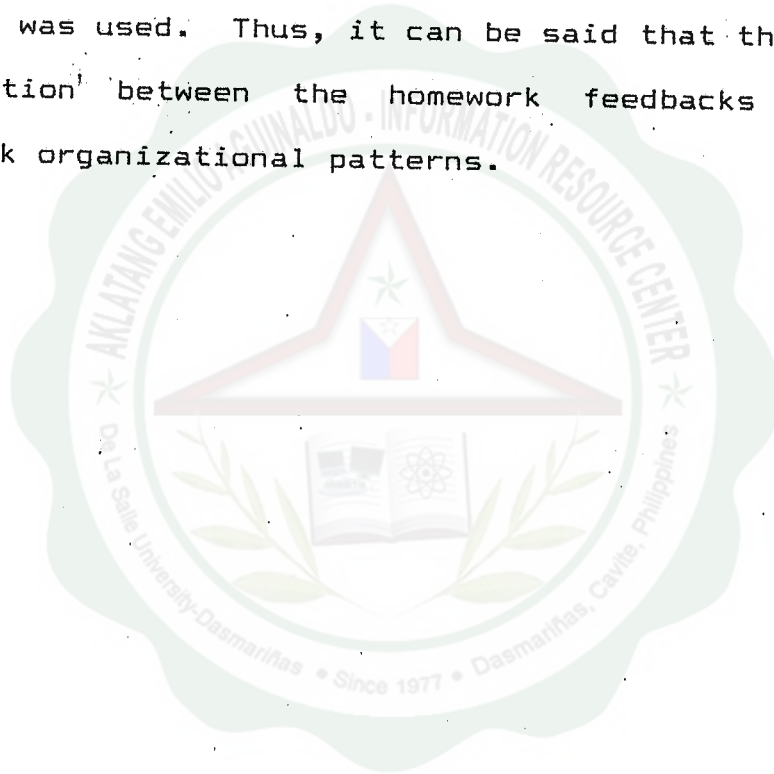 was used. Thus, it can be said that th
tion between the homework feedbacks
k organizational patterns.
AKLATANG EMILIO AGUINALDO - INFORMATION RESOURCE CENTER
De La Salle University-Dasmariñas • Since 1977 • Dasmariñas, Cavite, Philippines